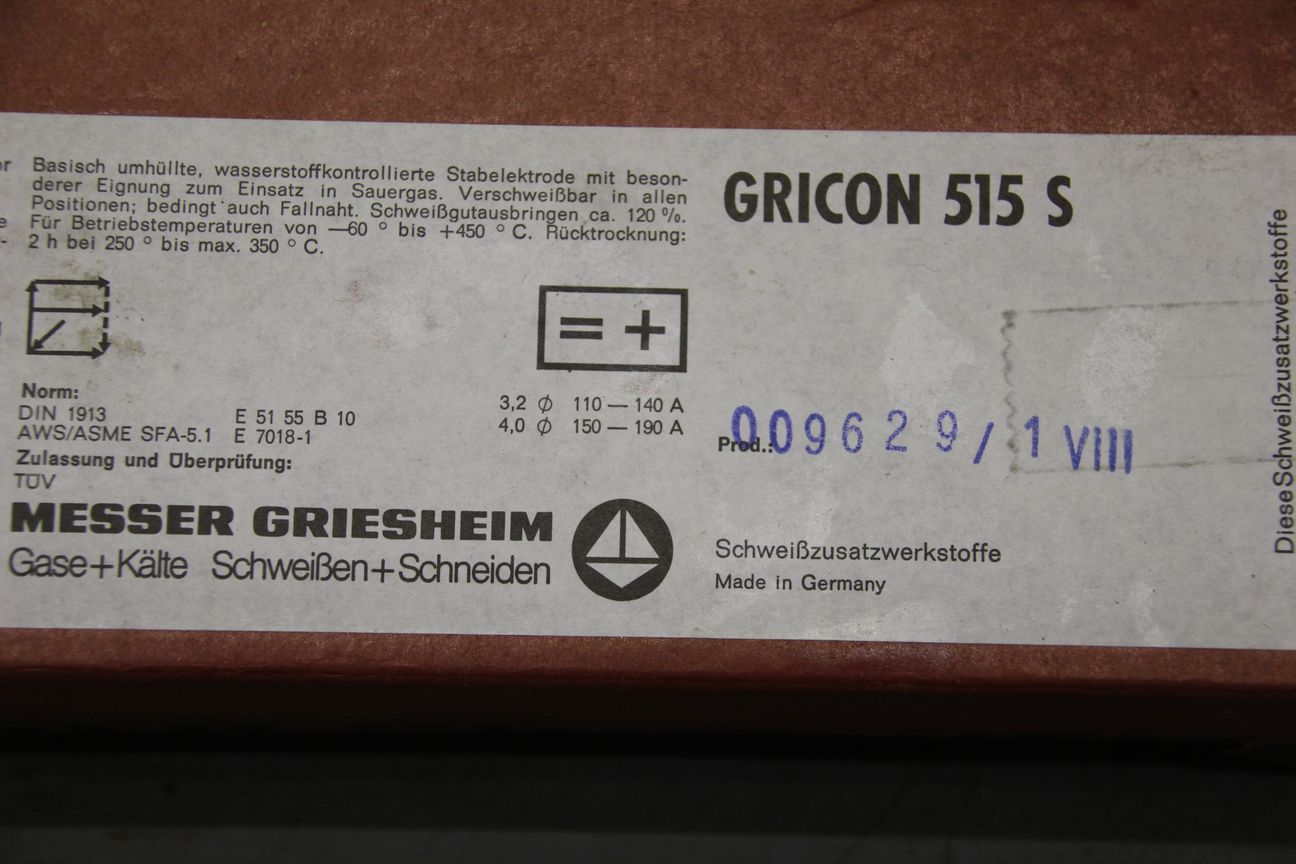 Basisch umhüllte, wasserstoffkontrollierte Stabelektrode mit beson-
derer Eignung zum Einsatz in Sauergas. Verschweißbar in allen
Positionen; bedingt auch Fallnaht. Schweißgutausbringen ca. 120 %.
Für Betriebstemperaturen von —60 ° bis +450 ° C. Rücktrocknung:
2 h bei 250 ° bis max. 350 ° C.
= +
Norm:
DIN 1913 E 51 55 B 10
AWS/ASME SFA-5.1 E 7018-1
3,2 ∅ 110 — 140 A
4,0 ∅ 150 — 190 A
Zulassung und Überprüfung:
TÜV
MESSER GRIESHEIM
Gase+Kälte Schweißen+Schneiden
GRICON 515 S
Prod.: 009629/1 VIII
Schweißzusatzwerkstoffe
Made in Germany
Diese Schweißzusatzwerkstoffe